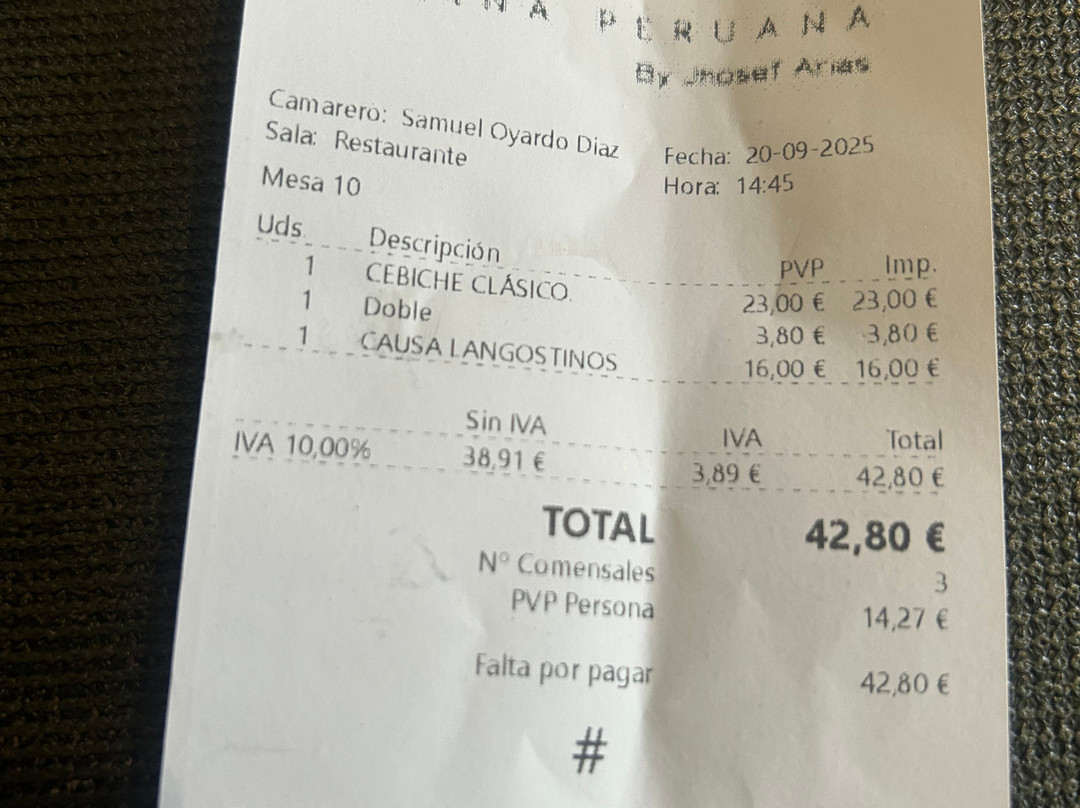 PERUANA
By Jhosef Arias
Camarero: Samuel Oyardo Diaz
Sala: Restaurante
Fecha: 20-09-2025
Mesa 10
Hora: 14:45
Uds. Descripción PVP Imp.
1 CEBICHE CLÁSICO. 23,00 € 23,00 €
1 Doble 3,80 € 3,80 €
1 CAUSA LANGOSTINOS 16,00 € 16,00 €
Sin IVA IVA Total
IVA 10,00% 38,91 € 3,89 € 42,80 €
TOTAL 42,80 €
Nº Comensales 3
PVP Persona 14,27 €
Falta por pagar 42,80 €
#